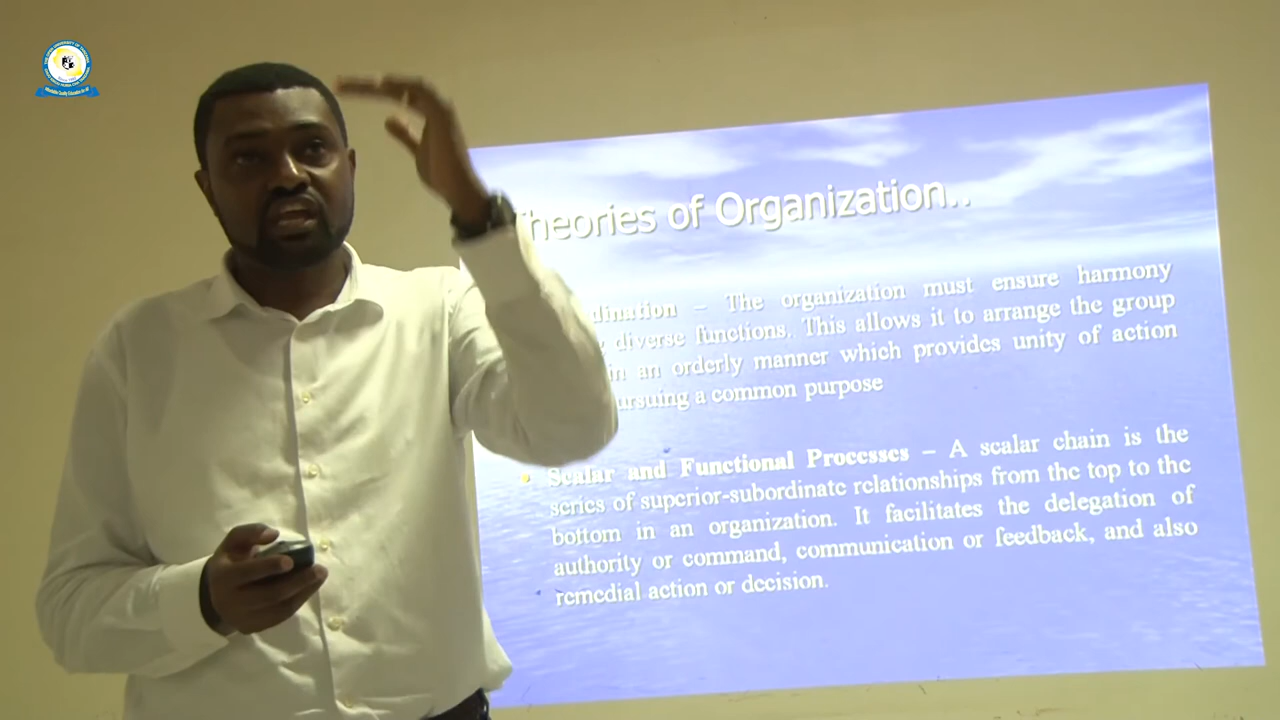 Theories of Organization..
dination – The organization must ensure harmony
diverse functions. This allows it to arrange the group
in an orderly manner which provides unity of action
ursuing a common purpose
Scalar and Functional Processes – A scalar chain is the
series of superior-subordinate relationships from the top to the
bottom in an organization. It facilitates the delegation of
authority or command, communication or feedback, and also
remedial action or decision.